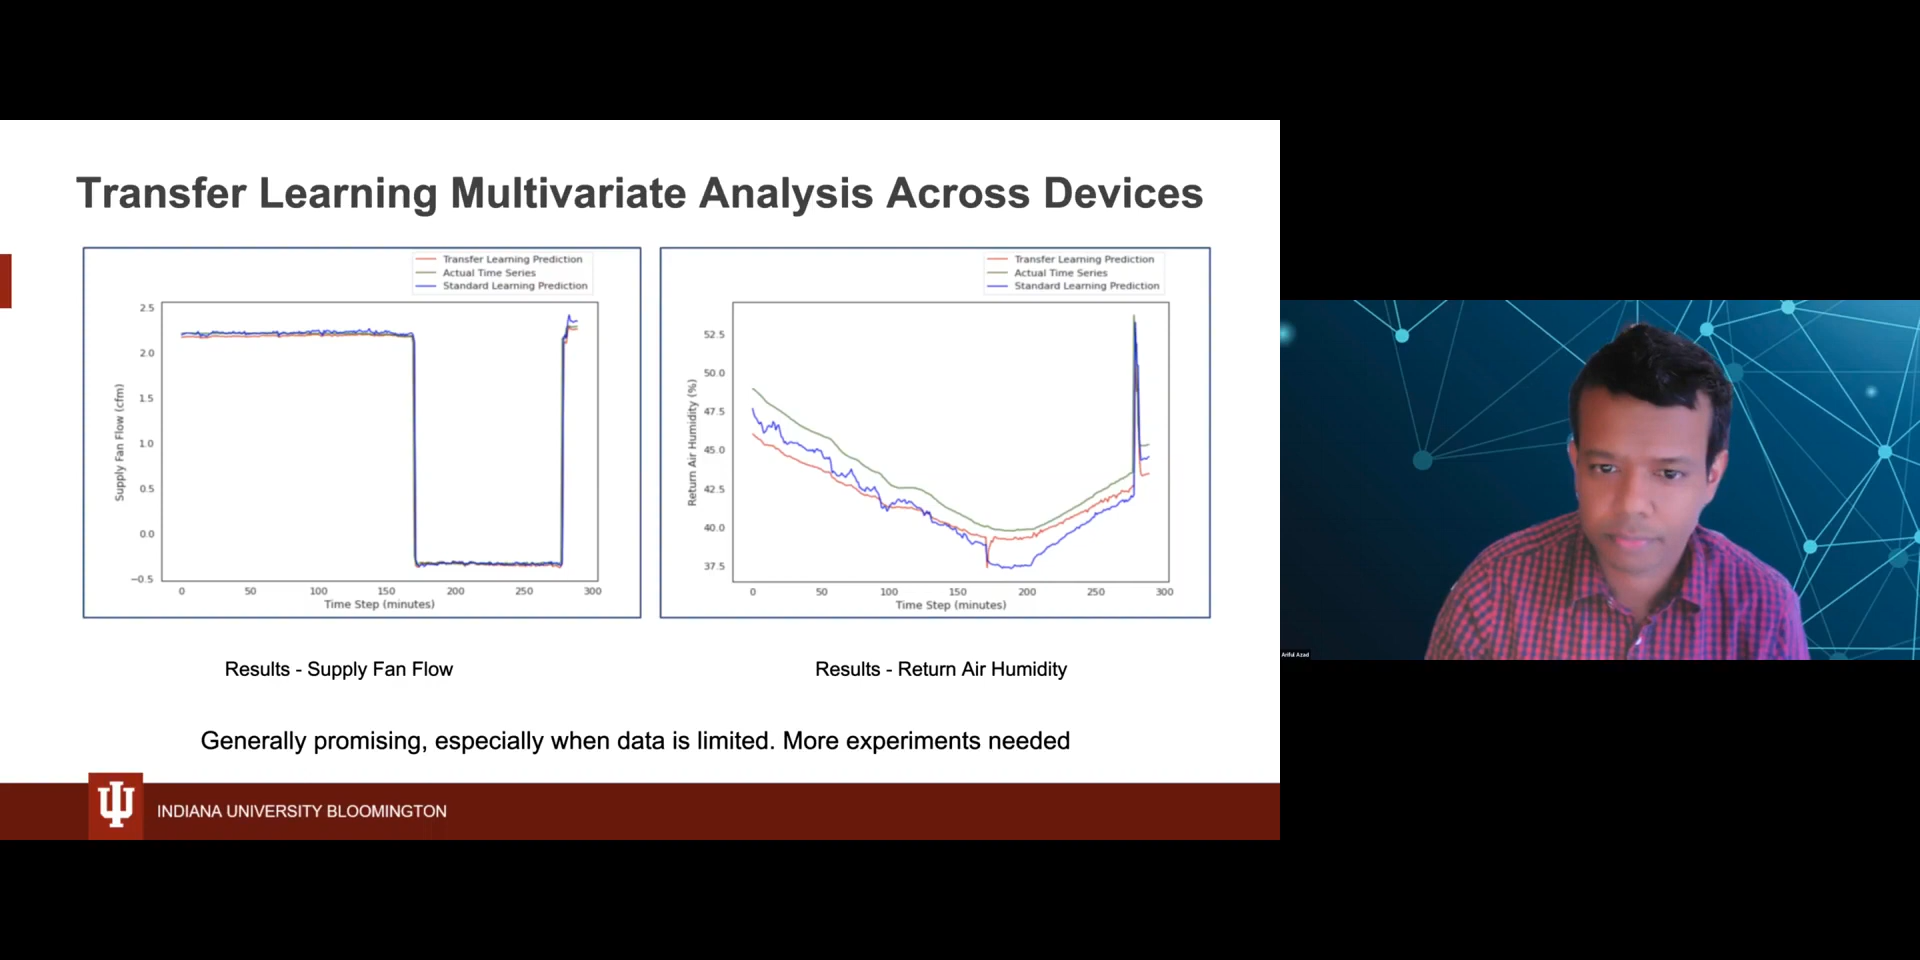 Transfer Learning Multivariate Analysis Across Devices
Transfer Learning Prediction
Actual Time Series
Standard Learning Prediction
2.5
2.0
1.5
1.0
0.5
0.0
−0.5
Supply Fan Flow (cfm)
0 50 100 150 200 250 300
Time Step (minutes)
Transfer Learning Prediction
Actual Time Series
Standard Learning Prediction
52.5
50.0
47.5
45.0
42.5
40.0
37.5
Return Air Humidity (%)
0 50 100 150 200 250 300
Time Step (minutes)
Results - Supply Fan Flow
Results - Return Air Humidity
Generally promising, especially when data is limited. More experiments needed
INDIANA UNIVERSITY BLOOMINGTON
Ariful Azad